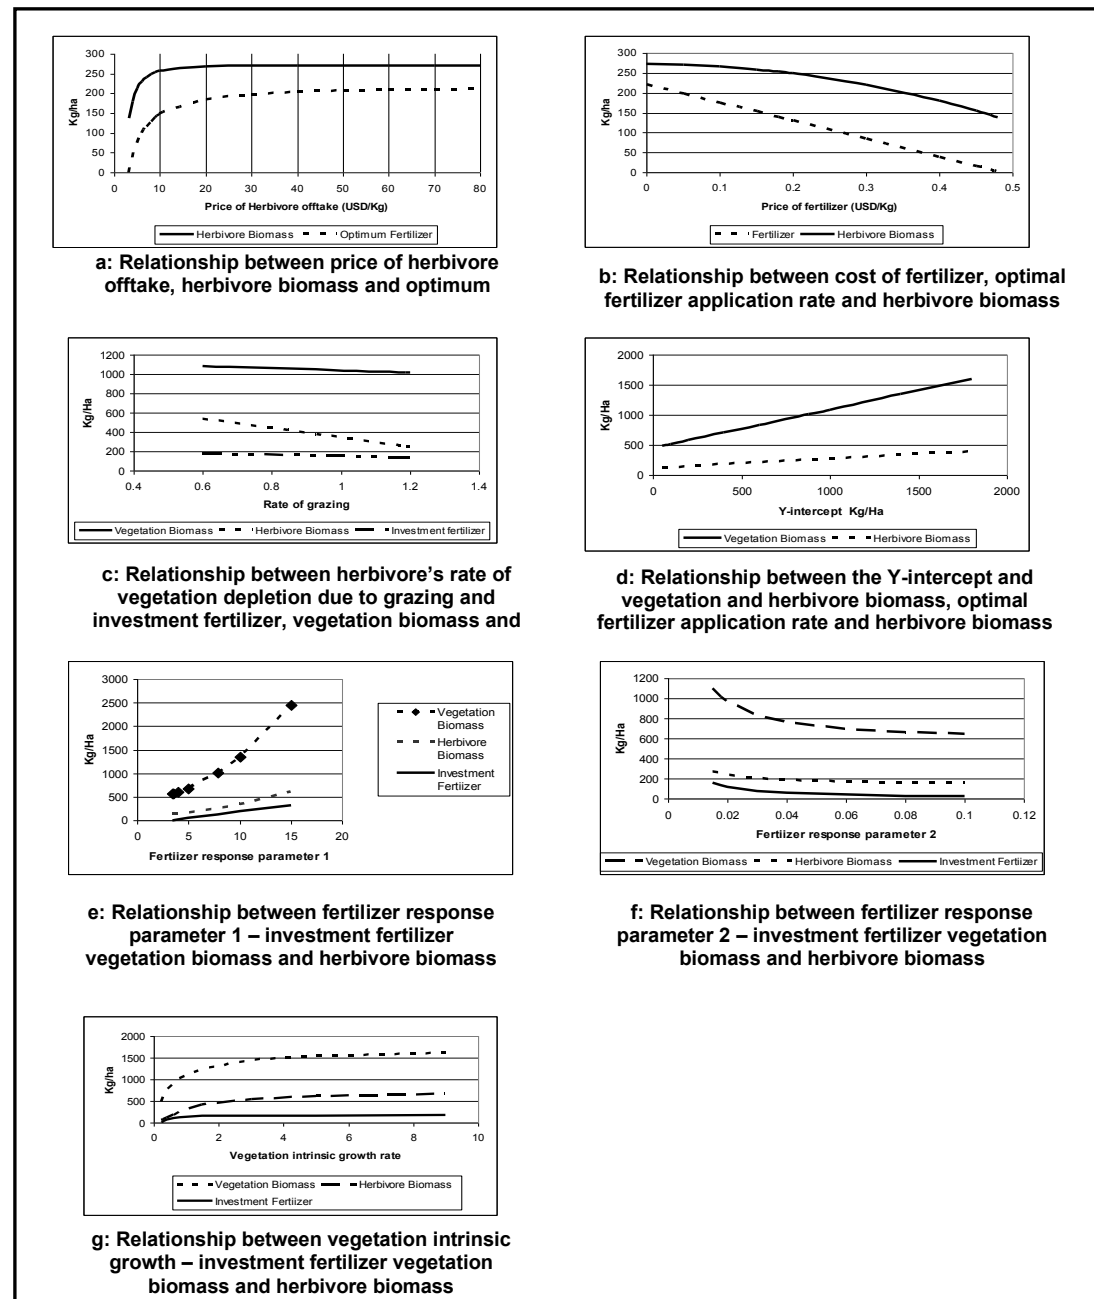 300
250
200
150
100
50
0
Kg/ha
0 10 20 30 40 50 60 70 80
Price of Herbivore offtake (USD/Kg)
Herbivore Biomass Optimum Fertilizer
a: Relationship between price of herbivore
offtake, herbivore biomass and optimum
300
250
200
150
100
50
0
Kg/ha
0 0.1 0.2 0.3 0.4 0.5
Price of fertilizer (USD/Kg)
Fertilizer Herbivore Biomass
b: Relationship between cost of fertilizer, optimal
fertilizer application rate and herbivore biomass
1200
1000
800
600
400
200
0
Kg/Ha
0.4 0.6 0.8 1 1.2 1.4
Rate of grazing
Vegetation Biomass Herbivore Biomass Investment fertilizer
c: Relationship between herbivore’s rate of
vegetation depletion due to grazing and
investment fertilizer, vegetation biomass and
2000
1500
1000
500
0
Kg/Ha
0 500 1000 1500 2000
Y-intercept Kg/Ha
Vegetation Biomass Herbivore Biomass
d: Relationship between the Y-intercept and
vegetation and herbivore biomass, optimal
fertilizer application rate and herbivore biomass
3000
2500
2000
1500
1000
500
0
Kg/Ha
0 5 10 15 20
Fertiizer response parameter 1
Vegetation
Biomass
Herbivore
Biomass
Investment
Fertiizer
e: Relationship between fertilizer response
parameter 1 – investment fertilizer
vegetation biomass and herbivore biomass
1200
1000
800
600
400
200
0
Kg/Ha
0 0.02 0.04 0.06 0.08 0.1 0.12
Fertiizer response parameter 2
Vegetation Biomass Herbivore Biomass Investment Fertiizer
f: Relationship between fertilizer response
parameter 2 – investment fertilizer vegetation
biomass and herbivore biomass
2000
1500
1000
500
0
Kg/ha
0 2 4 6 8 10
Vegetation intrinsic growth rate
Vegetation Biomass Herbivore Biomass
Investment Fertiizer
g: Relationship between vegetation intrinsic
growth – investment fertilizer vegetation
biomass and herbivore biomass